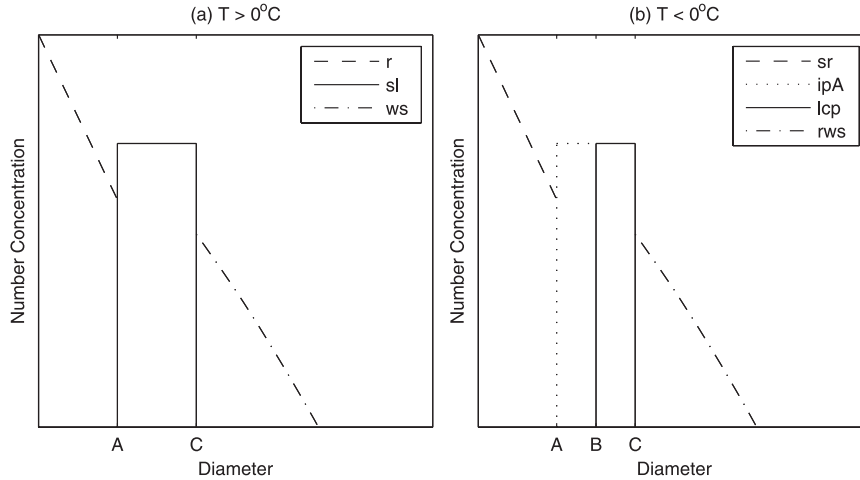 (a) T > 0°C
r
sl
ws
Number Concentration
A
C
Diameter
(b) T < 0°C
sr
ipA
lcp
rws
Number Concentration
A
B
C
Diameter